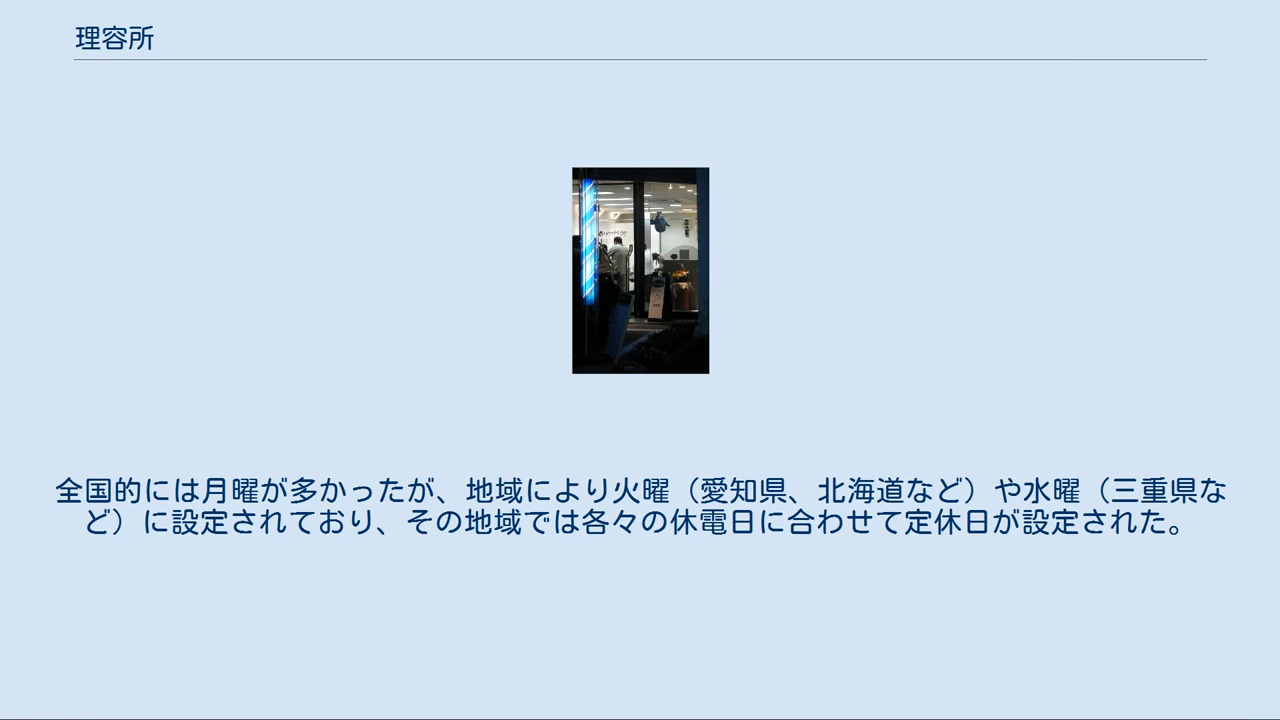 理容所
全国的には月曜が多かったが、地域により火曜（愛知県、北海道など）や水曜（三重県な
ど）に設定されており、その地域では各々の休電日に合わせて定休日が設定された。